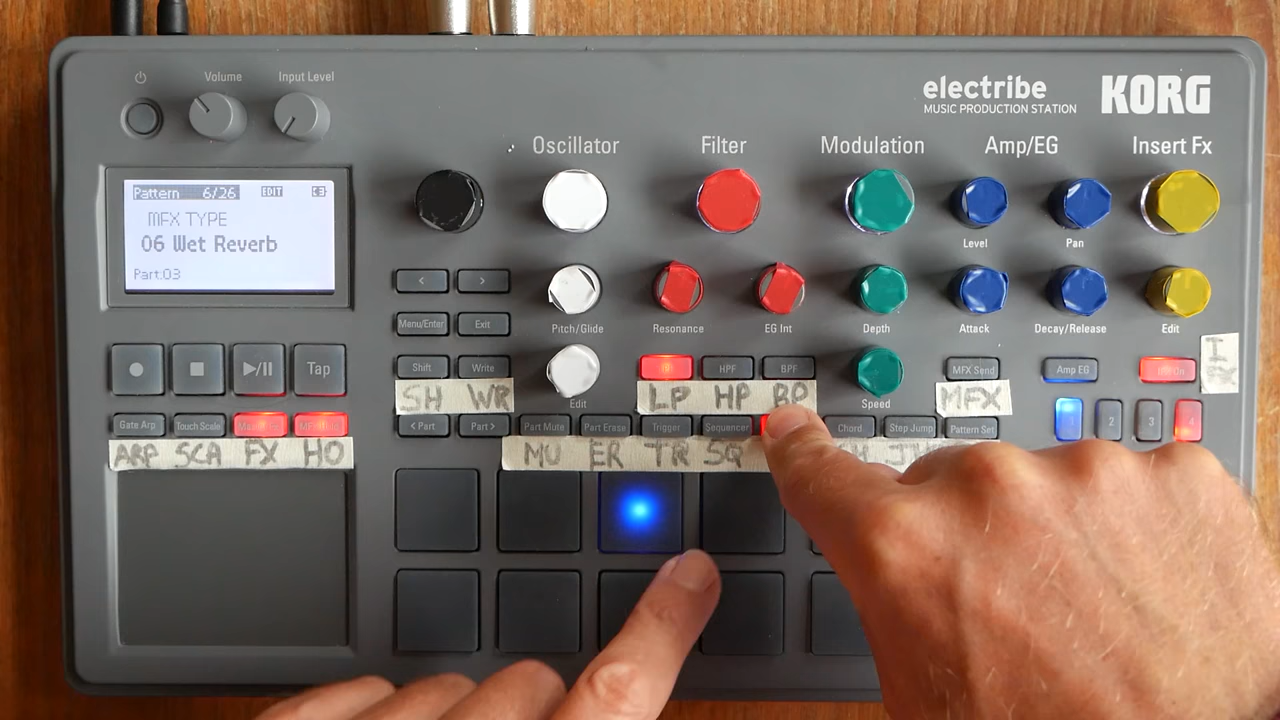 Volume Input Level
electribe KORG
MUSIC PRODUCTION STATION
Oscillator Filter Modulation Amp/EG Insert Fx
Pattern 6/26 EDIT
MFX TYPE
06 Wet Reverb
Part:03
Level Pan
< >
Pitch/Glide Resonance EG Int Depth Attack Decay/Release Edit
Menu/Enter Exit
Shift Write HPF BPF MFX Send Amp EG
Tap
SH WR LP HP BP MFX I
Edit Speed
1 2 3 4
Gate Arp Touch Scale < Part Part > Part Mute Part Erase Trigger Sequencer Chord Step Jump Pattern Set
ARP SCA FX HO MU ER TR SQ